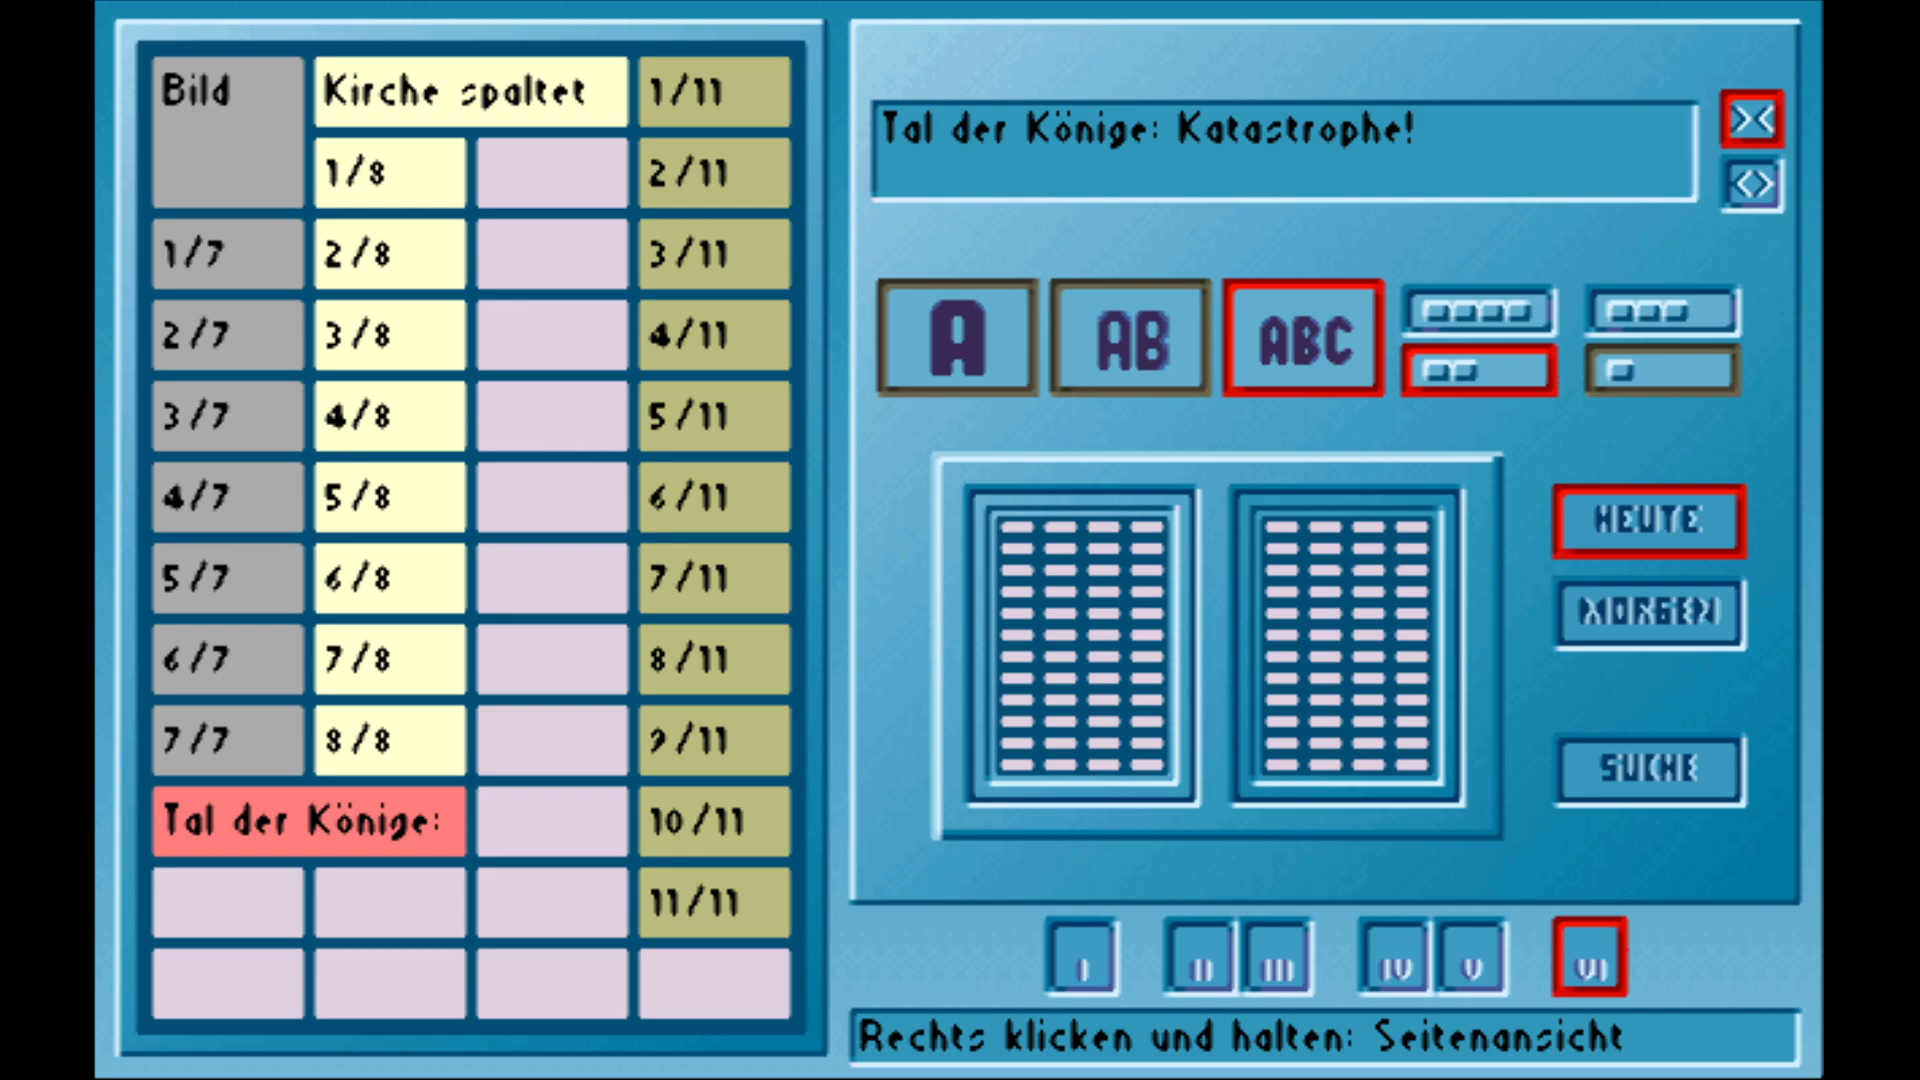 Bild
Kirche spaltet
1/11
1/8
2/11
1/7
2/8
3/11
2/7
3/8
4/11
3/7
4/8
5/11
4/7
5/8
6/11
5/7
6/8
7/11
6/7
7/8
8/11
7/7
8/8
9/11
Tal der Könige:
10/11
11/11
Tal der Könige: Katastrophe!
><
<>
A
AB
ABC
HEUTE
MORGEN
SUCHE
I
II
III
IV
V
VI
Rechts klicken und halten: Seitenansicht